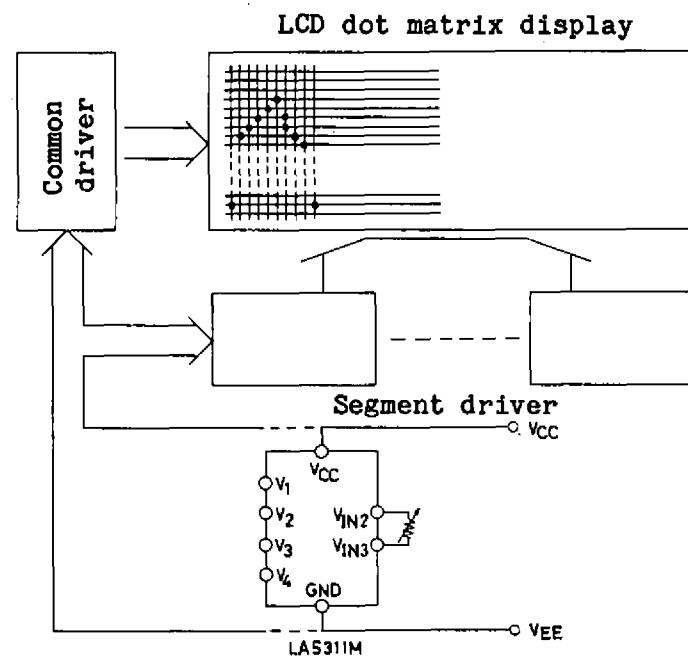 LCD dot matrix display
Common
driver
Segment driver
VCC
VCC
V1
V2
V3
V4
VIN2
VIN3
GND
VEE
LA5311M